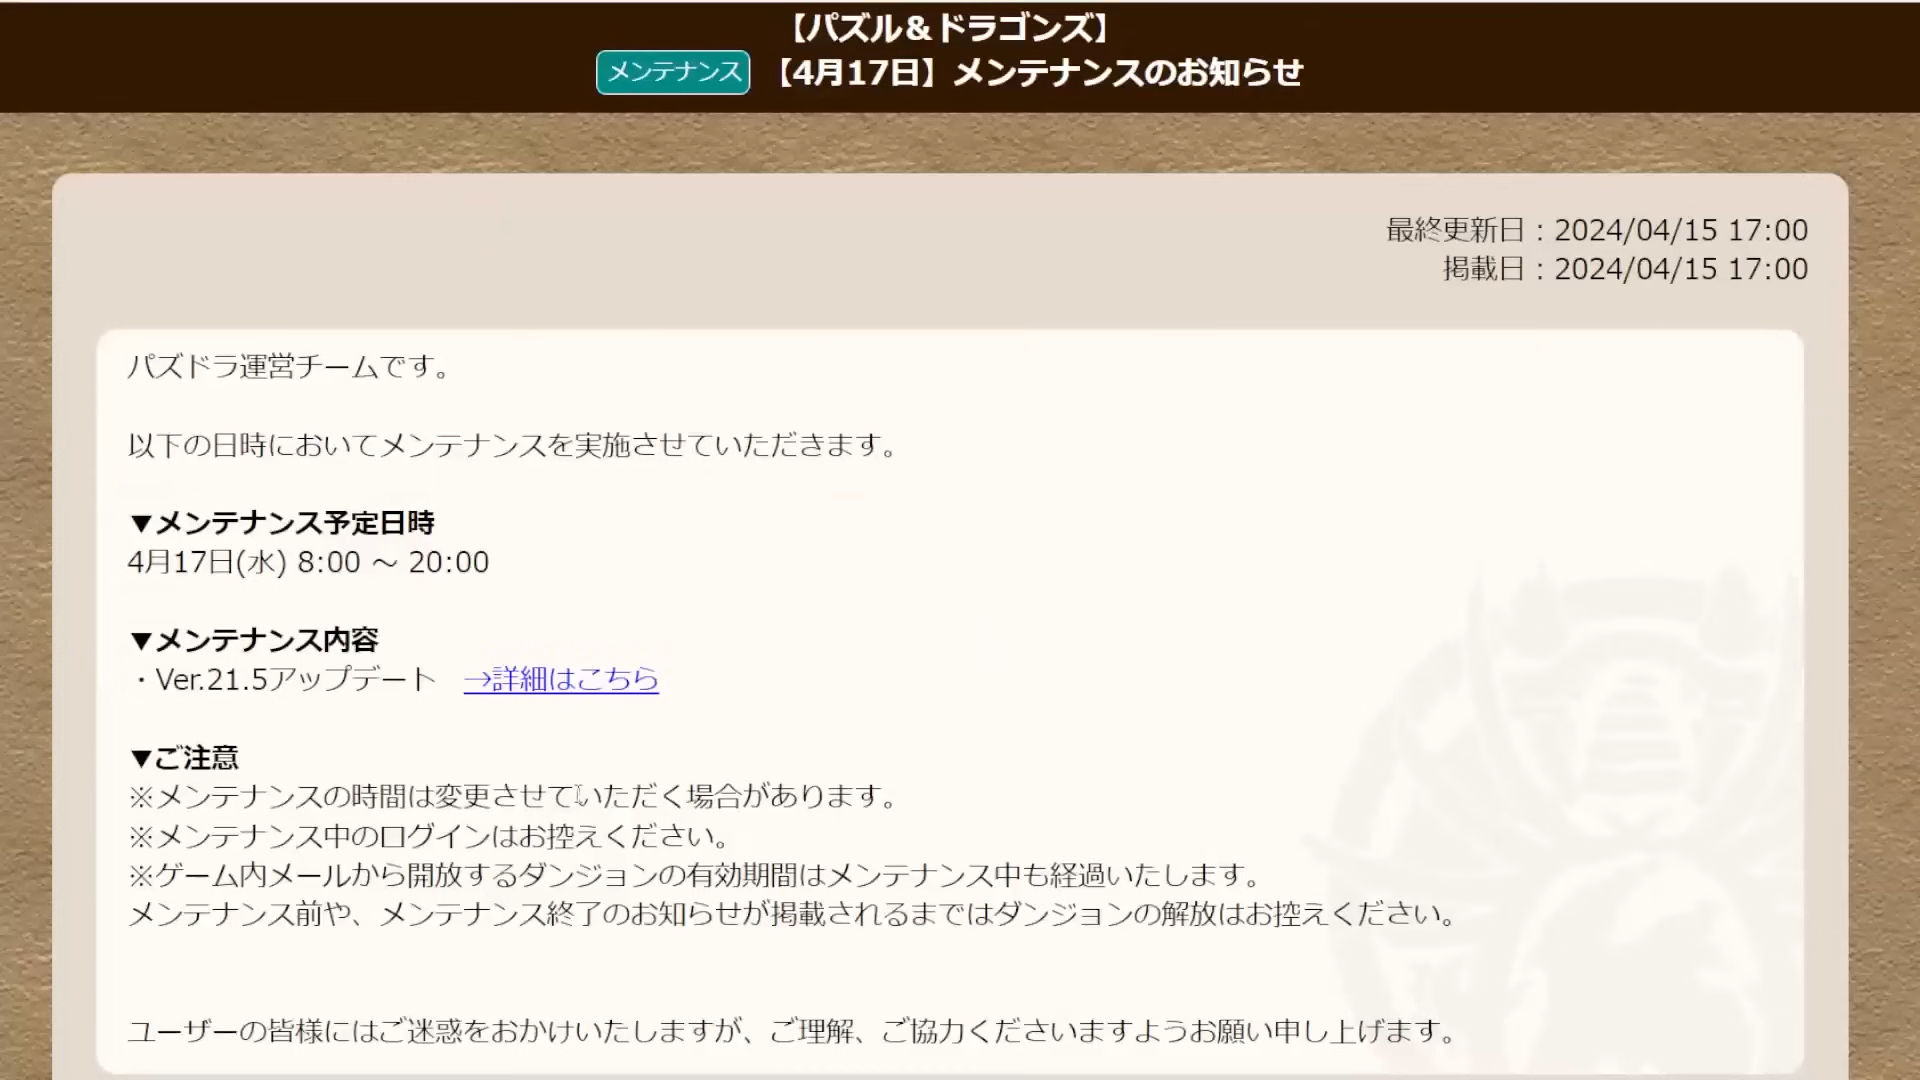 【パズル＆ドラゴンズ】
メンテナンス 【4月17日】メンテナンスのお知らせ
最終更新日：2024/04/15 17:00
掲載日：2024/04/15 17:00
パズドラ運営チームです。
以下の日時においてメンテナンスを実施させていただきます。
▼メンテナンス予定日時
4月17日(水) 8:00 ～ 20:00
▼メンテナンス内容
・Ver.21.5アップデート　→詳細はこちら
▼ご注意
※メンテナンスの時間は変更させていただく場合があります。
※メンテナンス中のログインはお控えください。
※ゲーム内メールから開放するダンジョンの有効期間はメンテナンス中も経過いたします。
メンテナンス前や、メンテナンス終了のお知らせが掲載されるまではダンジョンの解放はお控えください。
ユーザーの皆様にはご迷惑をおかけいたしますが、ご理解、ご協力くださいますようお願い申し上げます。